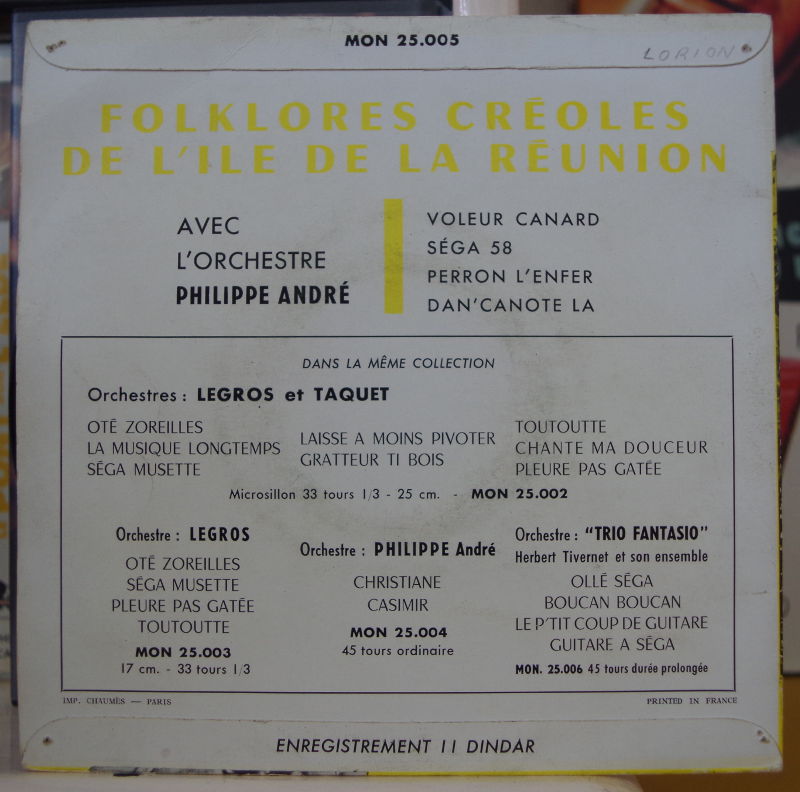 MON 25.005
LORION
FOLKLORES CRÉOLES
DE L'ILE DE LA RÉUNION
AVEC
L'ORCHESTRE
PHILIPPE ANDRÉ
VOLEUR CANARD
SÉGA 58
PERRON L'ENFER
DAN'CANOTE LA
DANS LA MÊME COLLECTION
Orchestres : LEGROS et TAQUET
OTÉ ZOREILLES
LA MUSIQUE LONGTEMPS
SÉGA MUSETTE
LAISSE A MOINS PIVOTER
GRATTEUR TI BOIS
TOUTOUTTE
CHANTE MA DOUCEUR
PLEURE PAS GATÉE
Microsillon 33 tours 1/3 - 25 cm. - MON 25.002
Orchestre : LEGROS
OTÉ ZOREILLES
SÉGA MUSETTE
PLEURE PAS GATÉE
TOUTOUTTE
MON 25.003
17 cm. - 33 tours 1/3
Orchestre : PHILIPPE André
CHRISTIANE
CASIMIR
MON 25.004
45 tours ordinaire
Orchestre : "TRIO FANTASIO"
Herbert Tivernet et son ensemble
OLLÉ SÉGA
BOUCAN BOUCAN
LE P'TIT COUP DE GUITARE
GUITARE A SÉGA
MON. 25.006 45 tours durée prolongée
IMP. CHAUMÈS — PARIS
PRINTED IN FRANCE
ENREGISTREMENT I I DINDAR